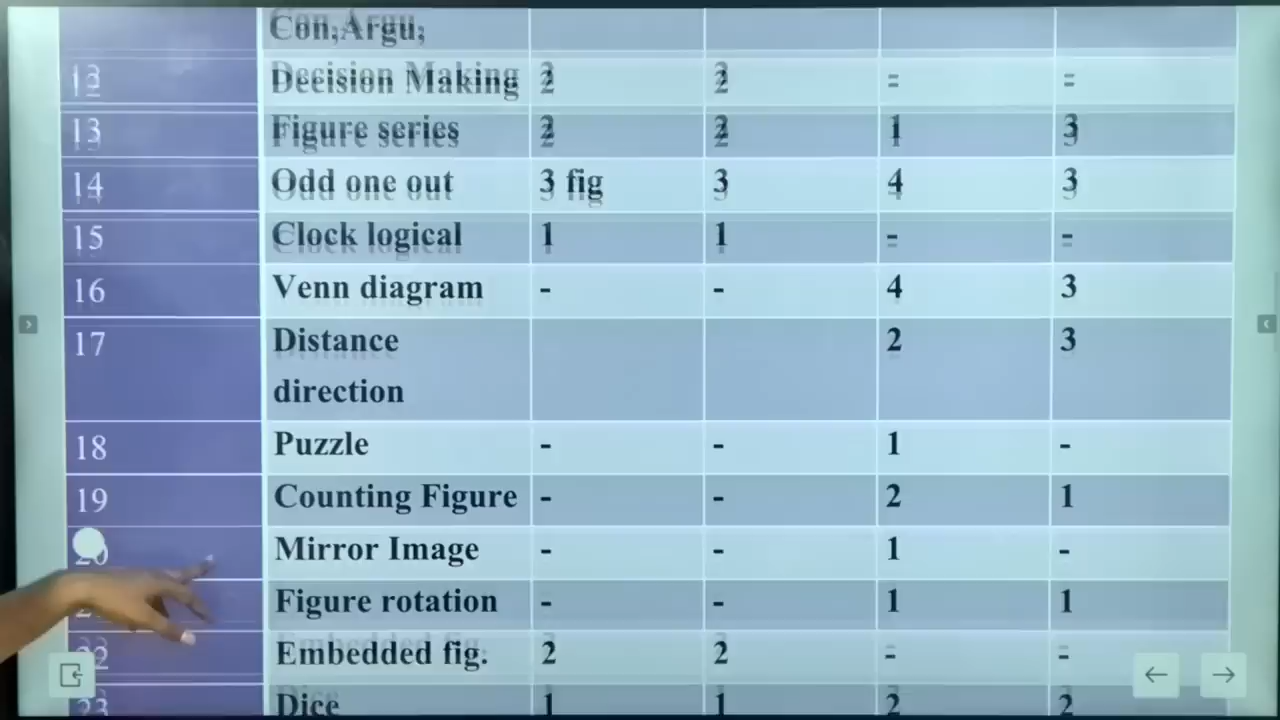 Con,Argu,
12 Decision Making 2 2 - -
13 Figure series 2 2 1 3
14 Odd one out 3 fig 3 4 3
15 Clock logical 1 1 - -
16 Venn diagram - - 4 3
17 Distance 2 3
direction
18 Puzzle - - 1 -
19 Counting Figure - - 2 1
20 Mirror Image - - 1 -
Figure rotation - - 1 1
22 Embedded fig. 2 2 - -
23 Dice 1 1 2 2